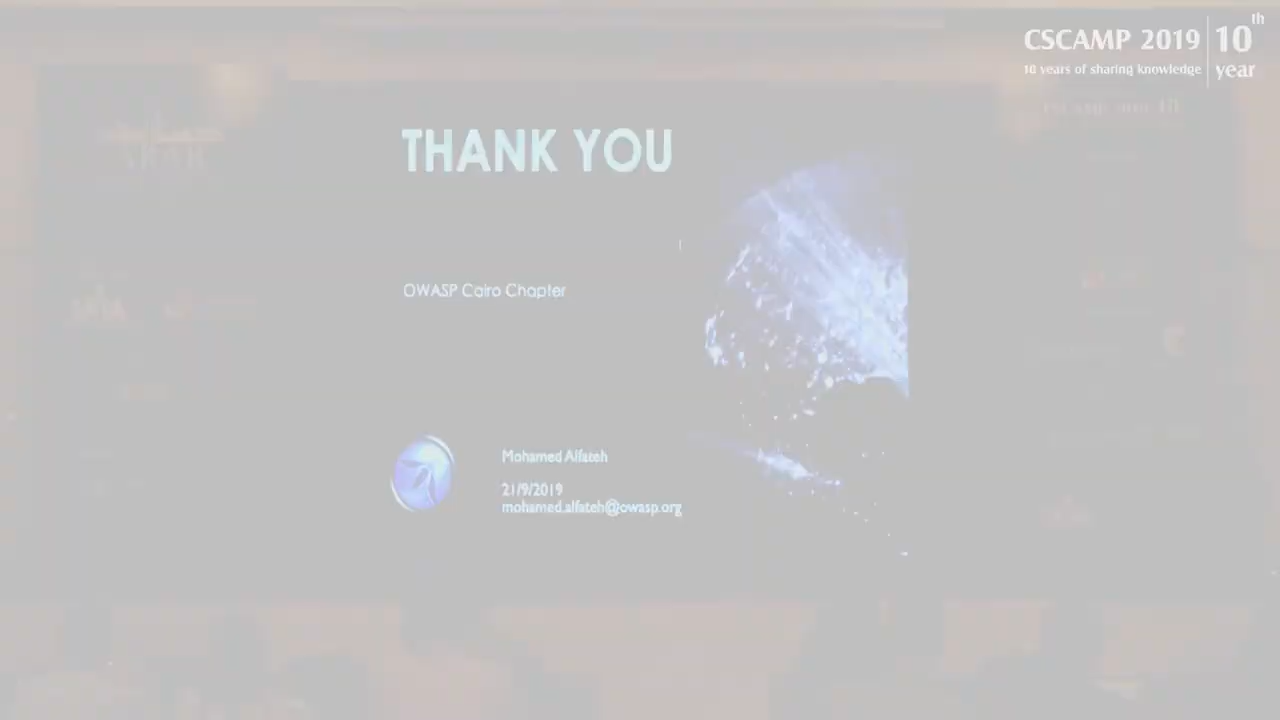 CSCAMP 2019
10 years of sharing knowledge
10th
year
THANK YOU
OWASP Cairo Chapter
Mohamed Alfateh
21/9/2019
mohamed.alfateh@owasp.org